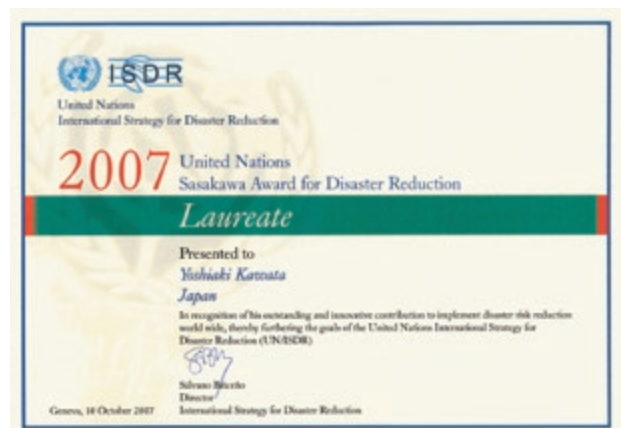 ISDR
United Nations
International Strategy for Disaster Reduction
2007 United Nations
Sasakawa Award for Disaster Reduction
Laureate
Presented to
Yoshiaki Kawata
Japan
In recognition of his outstanding and innovative contribution to implement disaster risk reduction
world wide, thereby furthering the goals of the United Nations International Strategy for
Disaster Reduction (UN/ISDR)
Sálvano Briceño
Director
Geneva, 10 October 2007 International Strategy for Disaster Reduction